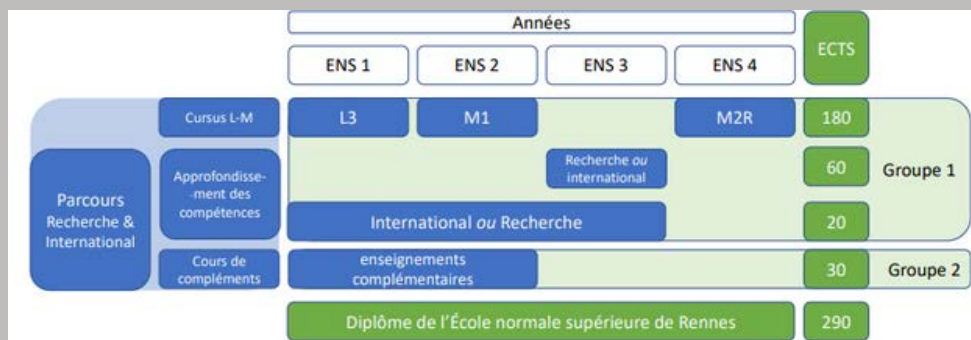 Années
ECTS
ENS 1
ENS 2
ENS 3
ENS 4
Cursus L-M
L3
M1
M2R
180
Parcours
Recherche &
International
Approfondisse-
-ment des
compétences
Recherche ou
international
60
Groupe 1
International ou Recherche
20
Cours de
compléments
enseignements
complémentaires
30
Groupe 2
Diplôme de l'École normale supérieure de Rennes
290